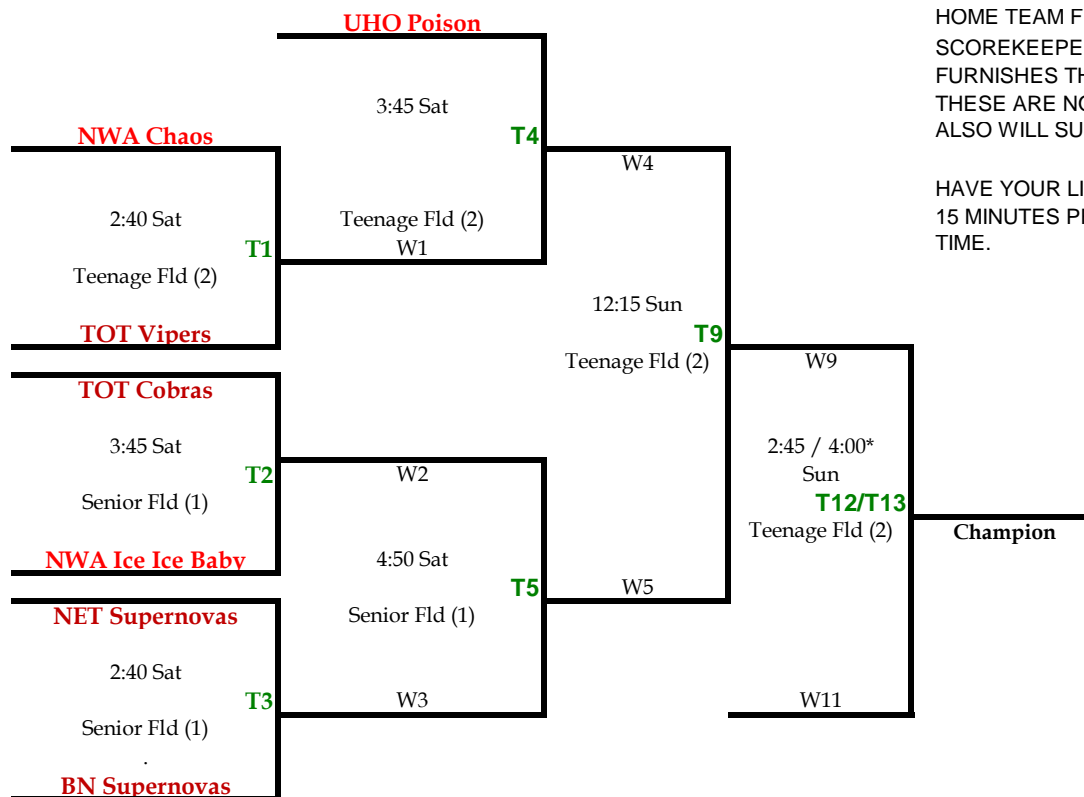 UHO Poison
3:45 Sat
T4
Teenage Fld (2)
NWA Chaos
2:40 Sat
T1
Teenage Fld (2)
TOT Vipers
W1
W4
TOT Cobras
3:45 Sat
T2
Senior Fld (1)
NWA Ice Ice Baby
W2
4:50 Sat
T5
Senior Fld (1)
NET Supernovas
2:40 Sat
T3
Senior Fld (1)
.
BN Supernovas
W3
W5
12:15 Sun
T9
Teenage Fld (2)
W9
2:45 / 4:00*
Sun
T12/T13
Teenage Fld (2)
W11
Champion
HOME TEAM F
SCOREKEEPE
FURNISHES TH
THESE ARE NO
ALSO WILL SU
HAVE YOUR LI
15 MINUTES P
TIME.